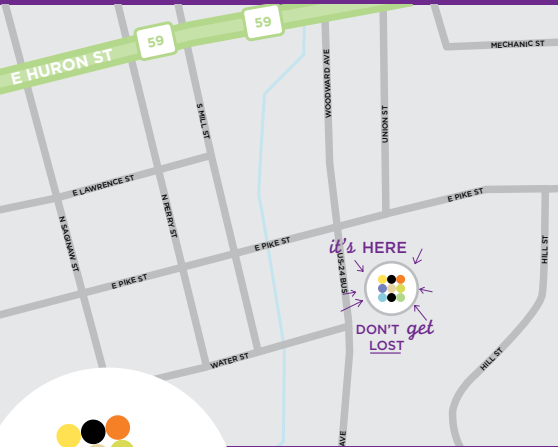 59
59
E HURON ST
MECHANIC ST
WOODWARD AVE
UNION ST
S MILL ST
E LAWRENCE ST
E PIKE ST
N PERRY ST
N SAGINAW ST
E PIKE ST
HILL ST
it's HERE
US-24 BUS
E PIKE ST
DON'T get
LOST
WATER ST
HILL ST
AVE